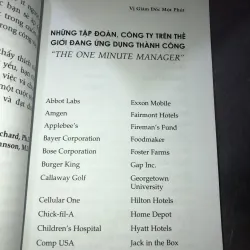 Vị Giám Đốc Một Phút
NHỮNG TẬP ĐOÀN, CÔNG TY TRÊN THẾ
GIỚI ĐANG ỨNG DỤNG THÀNH CÔNG
"THE ONE MINUTE MANAGER"
Abbot Labs
Amgen
Applebee's
Bayer Corporation
Bose Corporation
Burger King
Callaway Golf
Cellular One
Chick-fil-A
Children's Hospital
Comp USA
Exxon Mobile
Fairmont Hotels
Fireman's Fund
Foodmaker
Foster Farms
Gap Inc.
Georgetown
University
Hilton Hotels
Home Depot
Hyatt Hotels
Jack in the Box